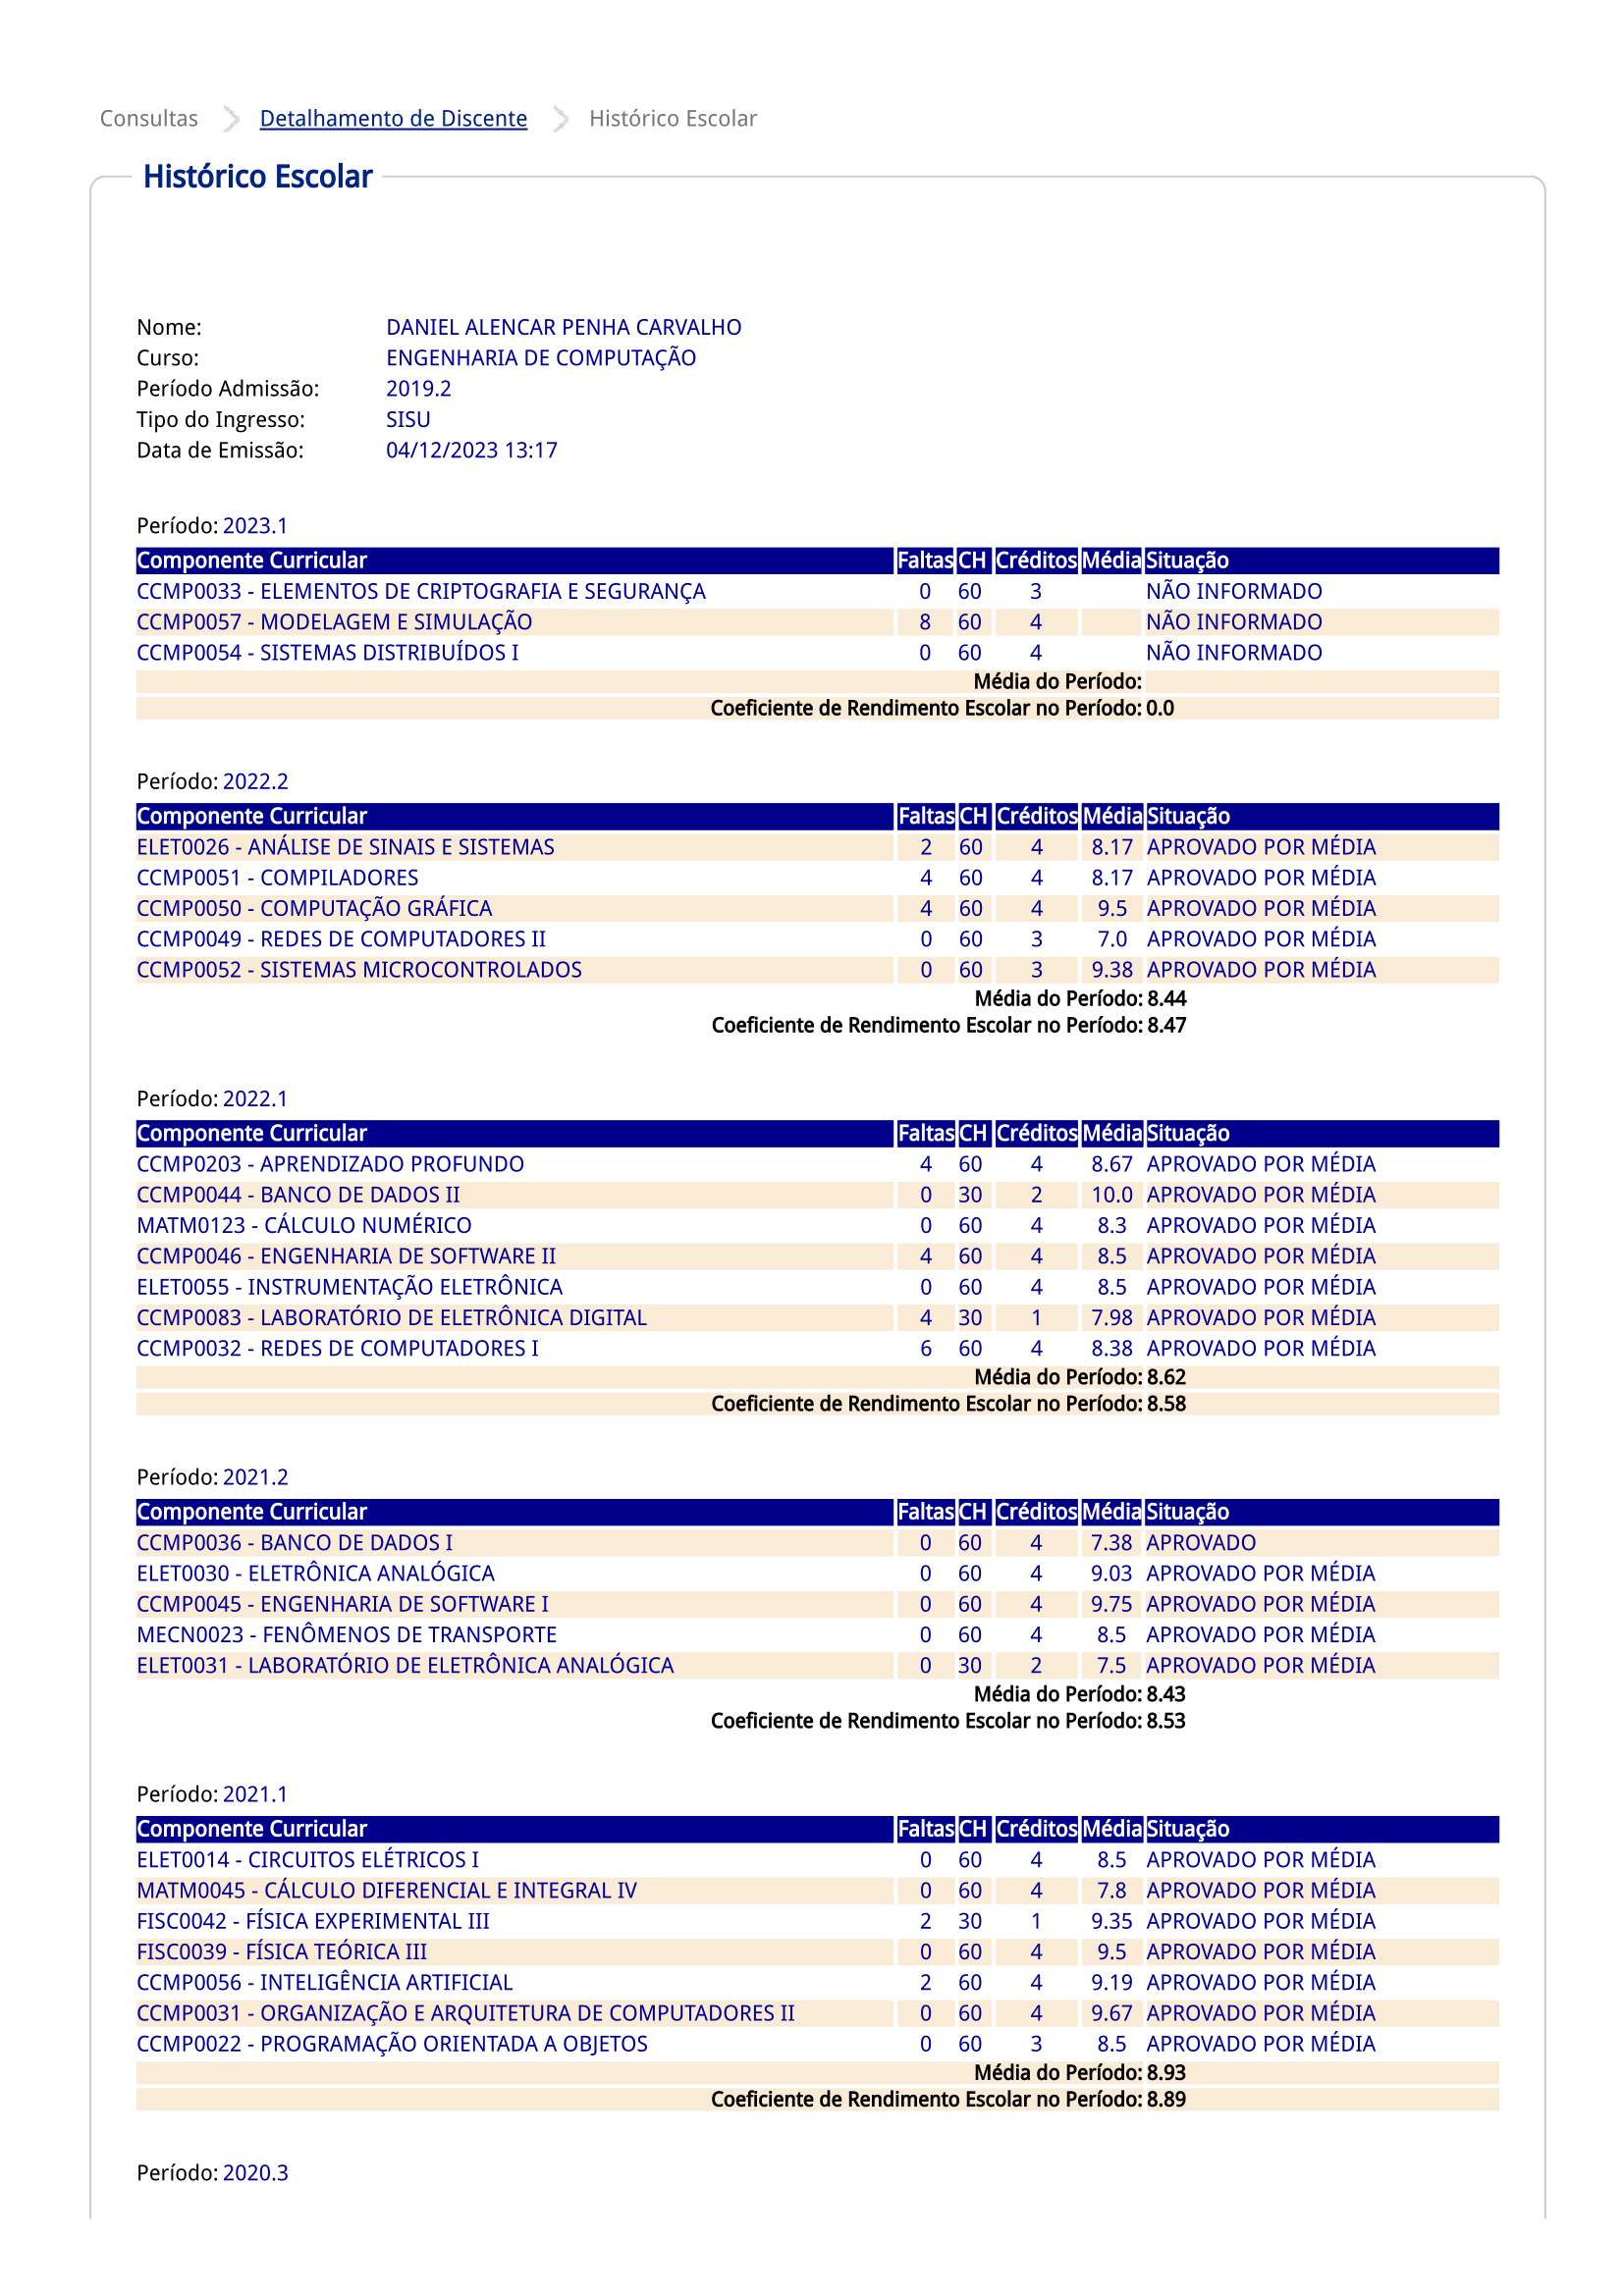 Consultas Detalhamento de Discente Histórico Escolar
Histórico Escolar
Nome: DANIEL ALENCAR PENHA CARVALHO
Curso: ENGENHARIA DE COMPUTAÇÃO
Período Admissão: 2019.2
Tipo do Ingresso: SISU
Data de Emissão: 04/12/2023 13:17
Período: 2023.1
Componente Curricular Faltas CH Créditos Média Situação
CCMP0033 - ELEMENTOS DE CRIPTOGRAFIA E SEGURANÇA 0 60 3 NÃO INFORMADO
CCMP0057 - MODELAGEM E SIMULAÇÃO 8 60 4 NÃO INFORMADO
CCMP0054 - SISTEMAS DISTRIBUÍDOS I 0 60 4 NÃO INFORMADO
Média do Período:
Coeficiente de Rendimento Escolar no Período: 0.0
Período: 2022.2
Componente Curricular Faltas CH Créditos Média Situação
ELET0026 - ANÁLISE DE SINAIS E SISTEMAS 2 60 4 8.17 APROVADO POR MÉDIA
CCMP0051 - COMPILADORES 4 60 4 8.17 APROVADO POR MÉDIA
CCMP0050 - COMPUTAÇÃO GRÁFICA 4 60 4 9.5 APROVADO POR MÉDIA
CCMP0049 - REDES DE COMPUTADORES II 0 60 3 7.0 APROVADO POR MÉDIA
CCMP0052 - SISTEMAS MICROCONTROLADOS 0 60 3 9.38 APROVADO POR MÉDIA
Média do Período: 8.44
Coeficiente de Rendimento Escolar no Período: 8.47
Período: 2022.1
Componente Curricular Faltas CH Créditos Média Situação
CCMP0203 - APRENDIZADO PROFUNDO 4 60 4 8.67 APROVADO POR MÉDIA
CCMP0044 - BANCO DE DADOS II 0 30 2 10.0 APROVADO POR MÉDIA
MATM0123 - CÁLCULO NUMÉRICO 0 60 4 8.3 APROVADO POR MÉDIA
CCMP0046 - ENGENHARIA DE SOFTWARE II 4 60 4 8.5 APROVADO POR MÉDIA
ELET0055 - INSTRUMENTAÇÃO ELETRÔNICA 0 60 4 8.5 APROVADO POR MÉDIA
CCMP0083 - LABORATÓRIO DE ELETRÔNICA DIGITAL 4 30 1 7.98 APROVADO POR MÉDIA
CCMP0032 - REDES DE COMPUTADORES I 6 60 4 8.38 APROVADO POR MÉDIA
Média do Período: 8.62
Coeficiente de Rendimento Escolar no Período: 8.58
Período: 2021.2
Componente Curricular Faltas CH Créditos Média Situação
CCMP0036 - BANCO DE DADOS I 0 60 4 7.38 APROVADO
ELET0030 - ELETRÔNICA ANALÓGICA 0 60 4 9.03 APROVADO POR MÉDIA
CCMP0045 - ENGENHARIA DE SOFTWARE I 0 60 4 9.75 APROVADO POR MÉDIA
MECN0023 - FENÔMENOS DE TRANSPORTE 0 60 4 8.5 APROVADO POR MÉDIA
ELET0031 - LABORATÓRIO DE ELETRÔNICA ANALÓGICA 0 30 2 7.5 APROVADO POR MÉDIA
Média do Período: 8.43
Coeficiente de Rendimento Escolar no Período: 8.53
Período: 2021.1
Componente Curricular Faltas CH Créditos Média Situação
ELET0014 - CIRCUITOS ELÉTRICOS I 0 60 4 8.5 APROVADO POR MÉDIA
MATM0045 - CÁLCULO DIFERENCIAL E INTEGRAL IV 0 60 4 7.8 APROVADO POR MÉDIA
FISC0042 - FÍSICA EXPERIMENTAL III 2 30 1 9.35 APROVADO POR MÉDIA
FISC0039 - FÍSICA TEÓRICA III 0 60 4 9.5 APROVADO POR MÉDIA
CCMP0056 - INTELIGÊNCIA ARTIFICIAL 2 60 4 9.19 APROVADO POR MÉDIA
CCMP0031 - ORGANIZAÇÃO E ARQUITETURA DE COMPUTADORES II 0 60 4 9.67 APROVADO POR MÉDIA
CCMP0022 - PROGRAMAÇÃO ORIENTADA A OBJETOS 0 60 3 8.5 APROVADO POR MÉDIA
Média do Período: 8.93
Coeficiente de Rendimento Escolar no Período: 8.89
Período: 2020.3